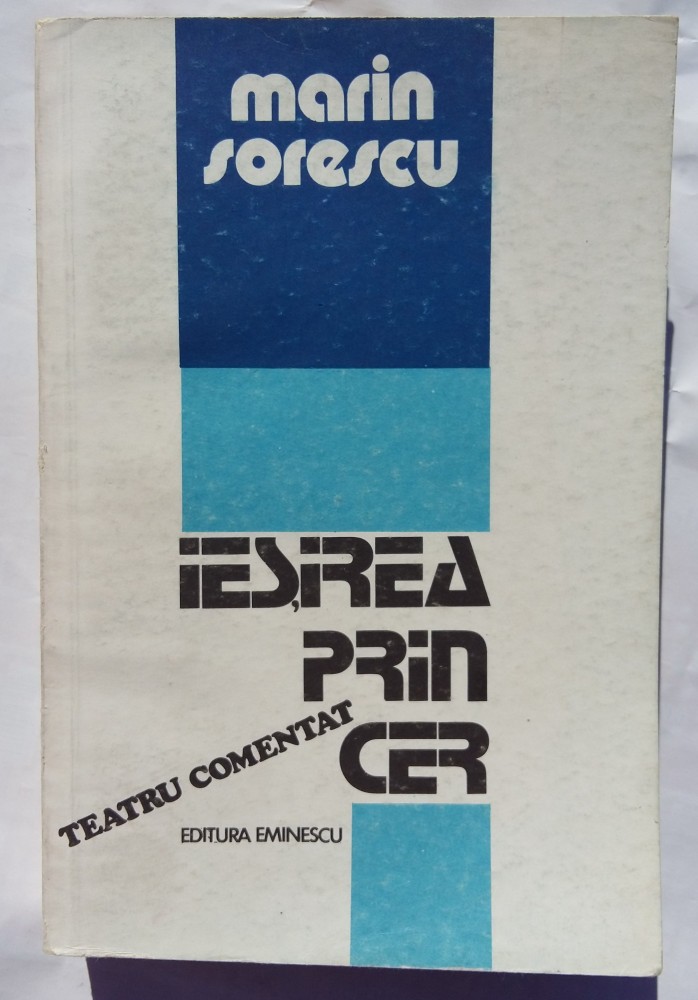 marin
sorescu
IEȘIREA
PRIN
CER
TEATRU COMENTAT
EDITURA EMINESCU